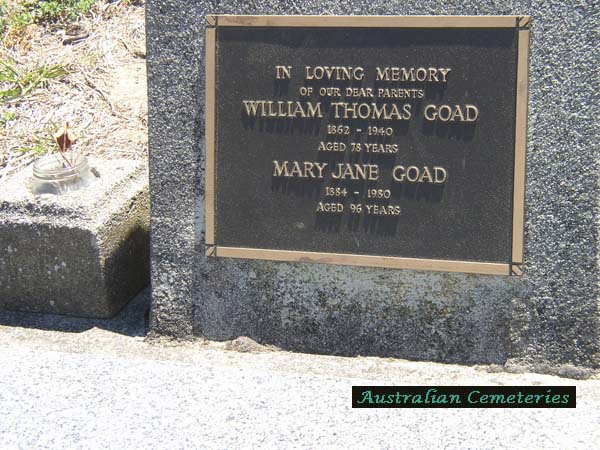 IN LOVING MEMORY
OF OUR DEAR PARENTS
WILLIAM THOMAS GOAD
1862 - 1940
AGED 78 YEARS
MARY JANE GOAD
1884 - 1980
AGED 96 YEARS
Australian Cemeteries